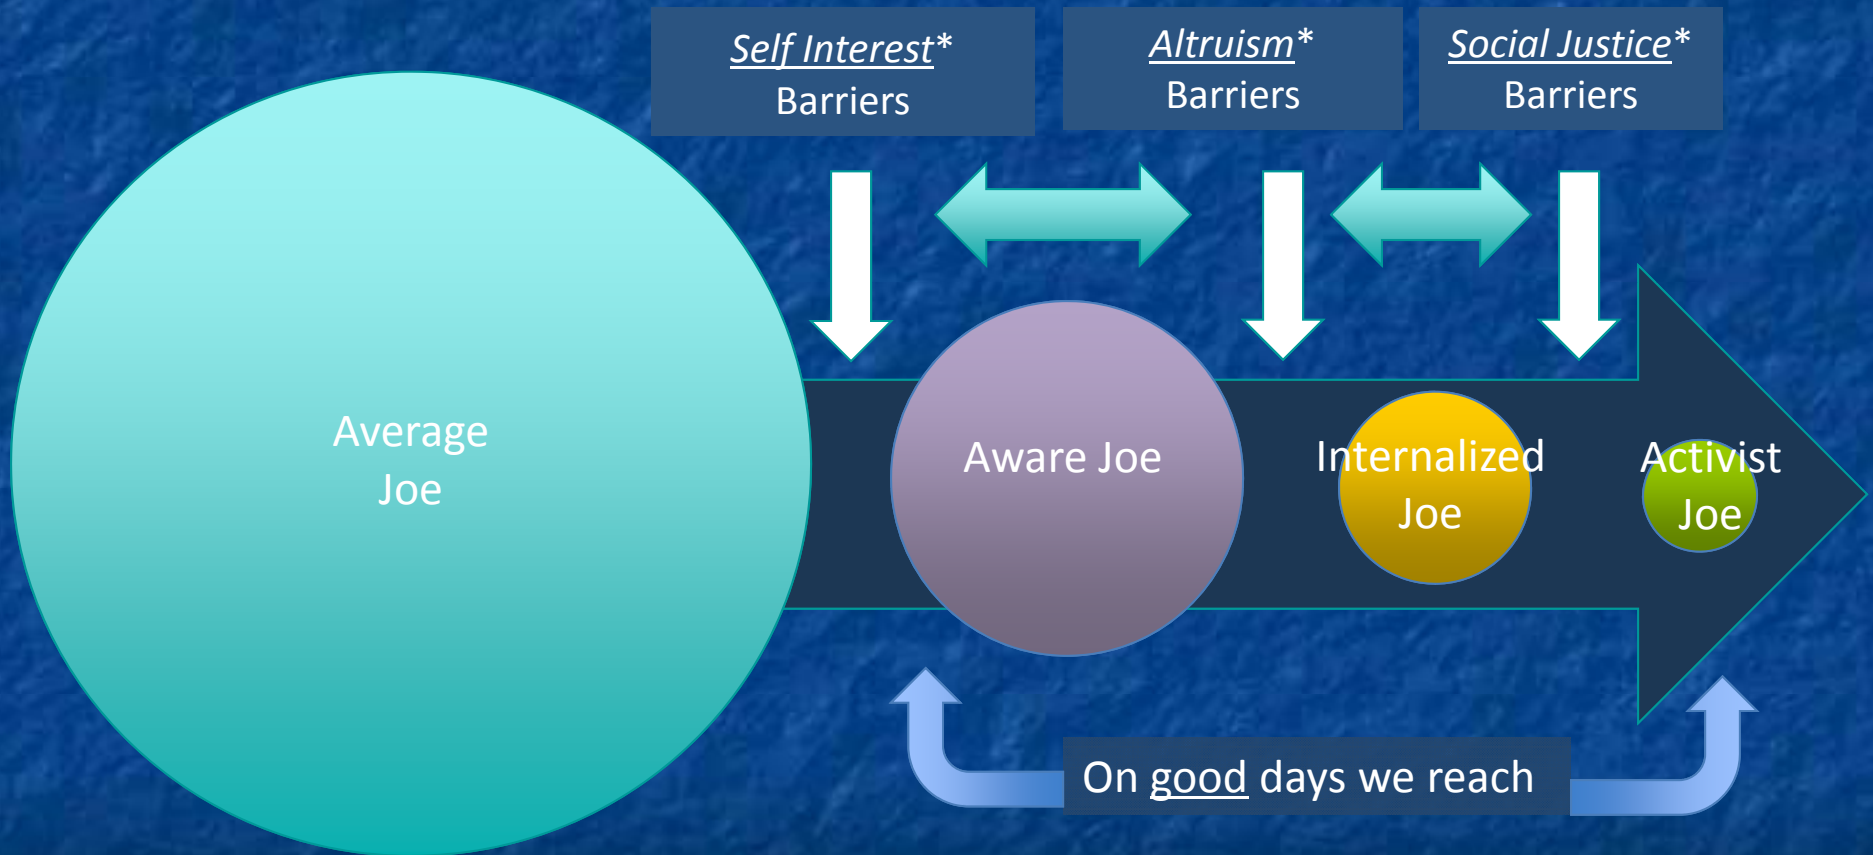 Self Interest*
Barriers
Altruism*
Barriers
Social Justice*
Barriers
Average
Joe
Aware Joe
Internalized
Joe
Activist
Joe
On good days we reach